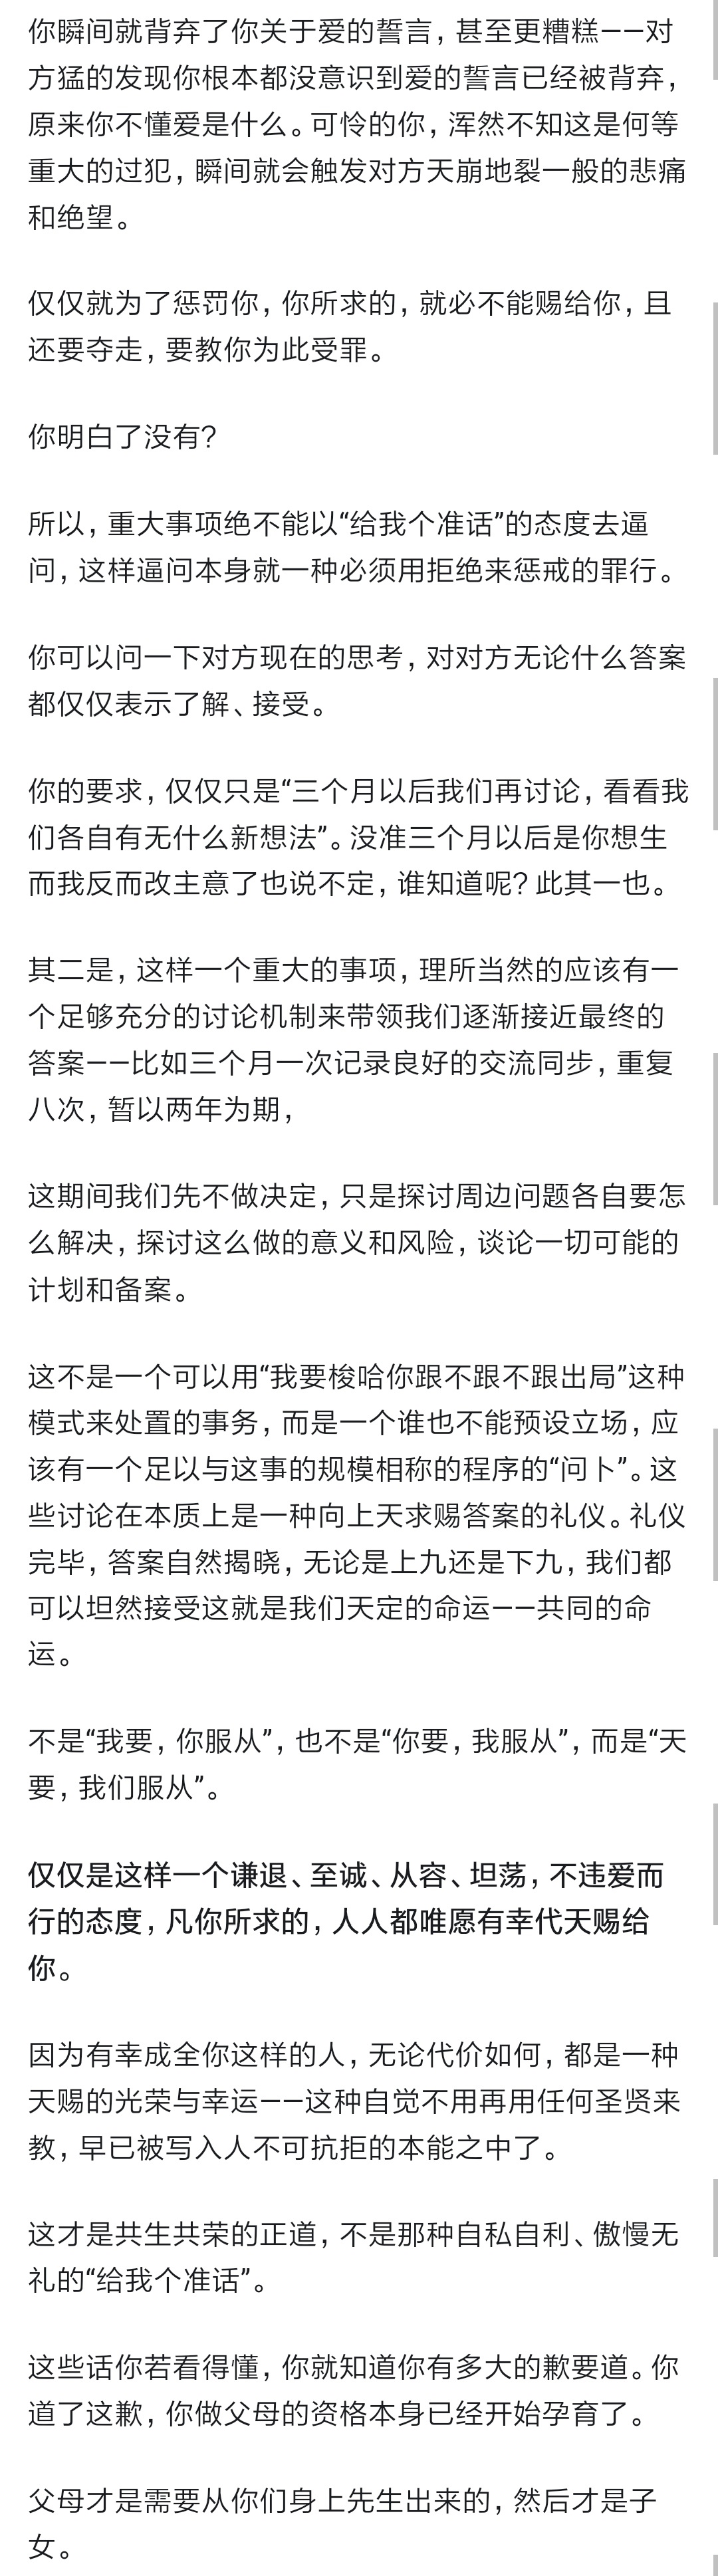 你瞬间就背弃了你关于爱的誓言，甚至更糟糕——对
方猛的发现你根本都没意识到爱的誓言已经被背弃，
原来你不懂爱是什么。可怜的你，浑然不知这是何等
重大的过犯，瞬间就会触发对方天崩地裂一般的悲痛
和绝望。
仅仅就为了惩罚你，你所求的，就必不能赐给你，且
还要夺走，要教你为此受罪。
你明白了没有？
所以，重大事项绝不能以“给我个准话”的态度去逼
问，这样逼问本身就一种必须用拒绝来惩戒的罪行。
你可以问一下对方现在的思考，对对方无论什么答案
都仅仅表示了解、接受。
你的要求，仅仅只是“三个月以后我们再讨论，看看我
们各自有无什么新想法”。没准三个月以后是你想生
而我反而改主意了也说不定，谁知道呢？此其一也。
其二是，这样一个重大的事项，理所当然的应该有一
个足够充分的讨论机制来带领我们逐渐接近最终的
答案——比如三个月一次记录良好的交流同步，重复
八次，暂以两年为期，
这期间我们先不做决定，只是探讨周边问题各自要怎
么解决，探讨这么做的意义和风险，谈论一切可能的
计划和备案。
这不是一个可以用“我要梭哈你跟不跟不跟出局”这种
模式来处置的事务，而是一个谁也不能预设立场，应
该有一个足以与这事的规模相称的程序的“问卜”。这
些讨论在本质上是一种向上天求赐答案的礼仪。礼仪
完毕，答案自然揭晓，无论是上九还是下九，我们都
可以坦然接受这就是我们天定的命运——共同的命
运。
不是“我要，你服从”，也不是“你要，我服从”，而是“天
要，我们服从”。
仅仅是这样一个谦退、至诚、从容、坦荡，不违爱而
行的态度，凡你所求的，人人都唯愿有幸代天赐给
你。
因为有幸成全你这样的人，无论代价如何，都是一种
天赐的光荣与幸运——这种自觉不用再用任何圣贤来
教，早已被写入人不可抗拒的本能之中了。
这才是共生共荣的正道，不是那种自私自利、傲慢无
礼的“给我个准话”。
这些话你若看得懂，你就知道你有多大的歉要道。你
道了这歉，你做父母的资格本身已经开始孕育了。
父母才是需要从你们身上先生出来的，然后才是子
女。